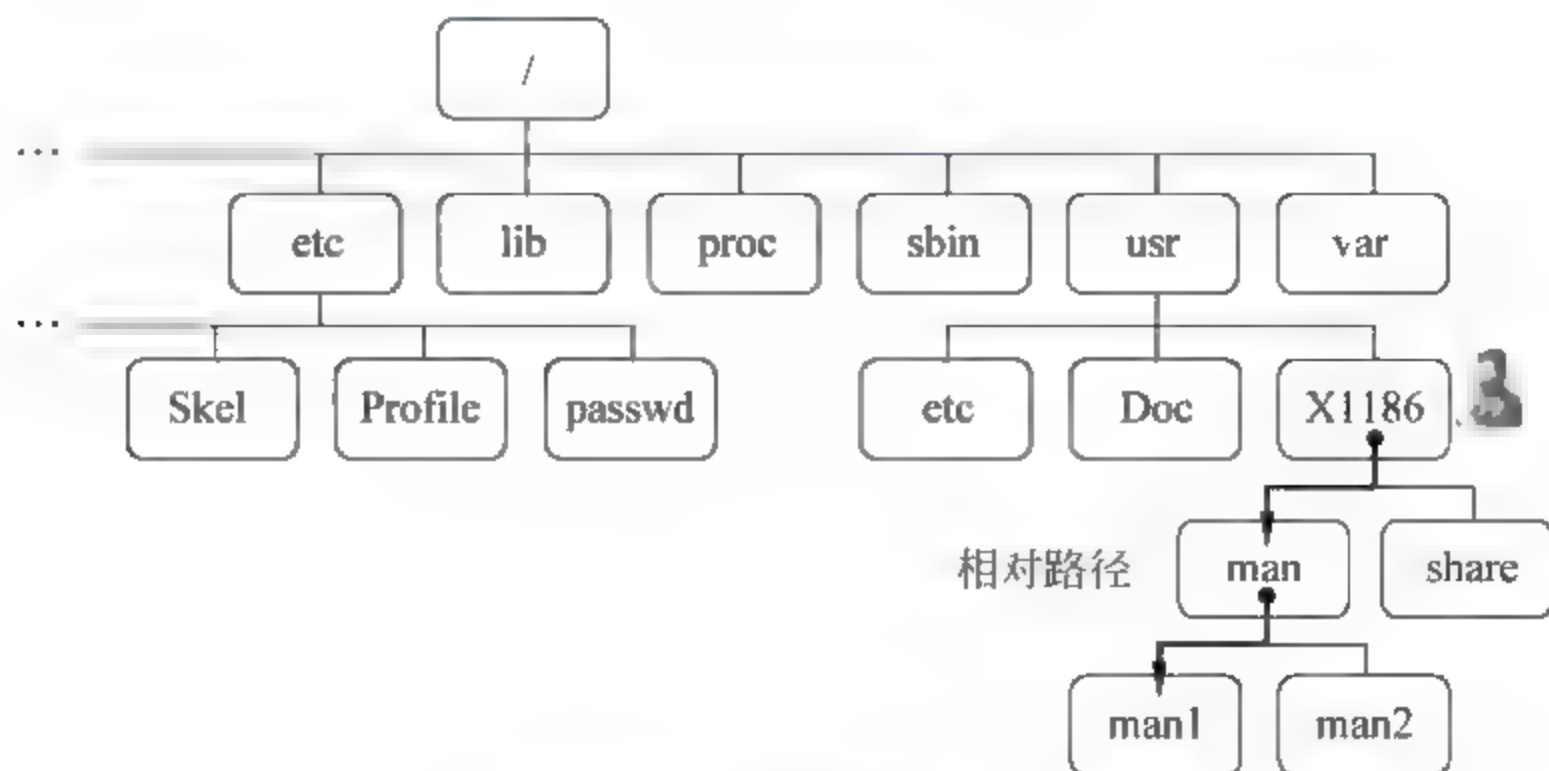 /
...
etc lib proc sbin usr var
...
Skel Profile passwd etc Doc X1186
相对路径 man share
man1 man2